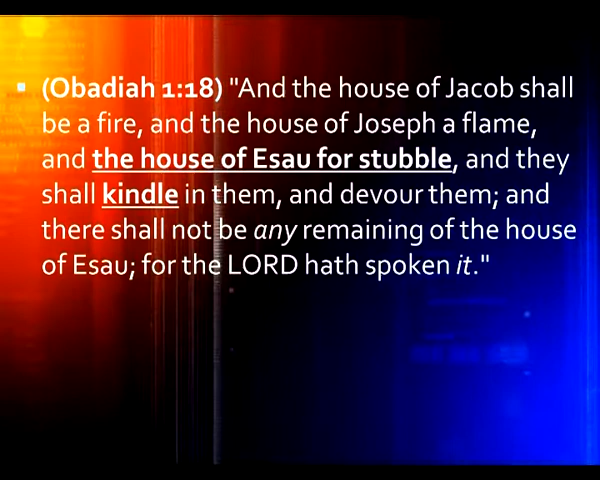 (Obadiah 1:18) "And the house of Jacob shall
be a fire, and the house of Joseph a flame,
and the house of Esau for stubble, and they
shall kindle in them, and devour them; and
there shall not be any remaining of the house
of Esau; for the LORD hath spoken it."